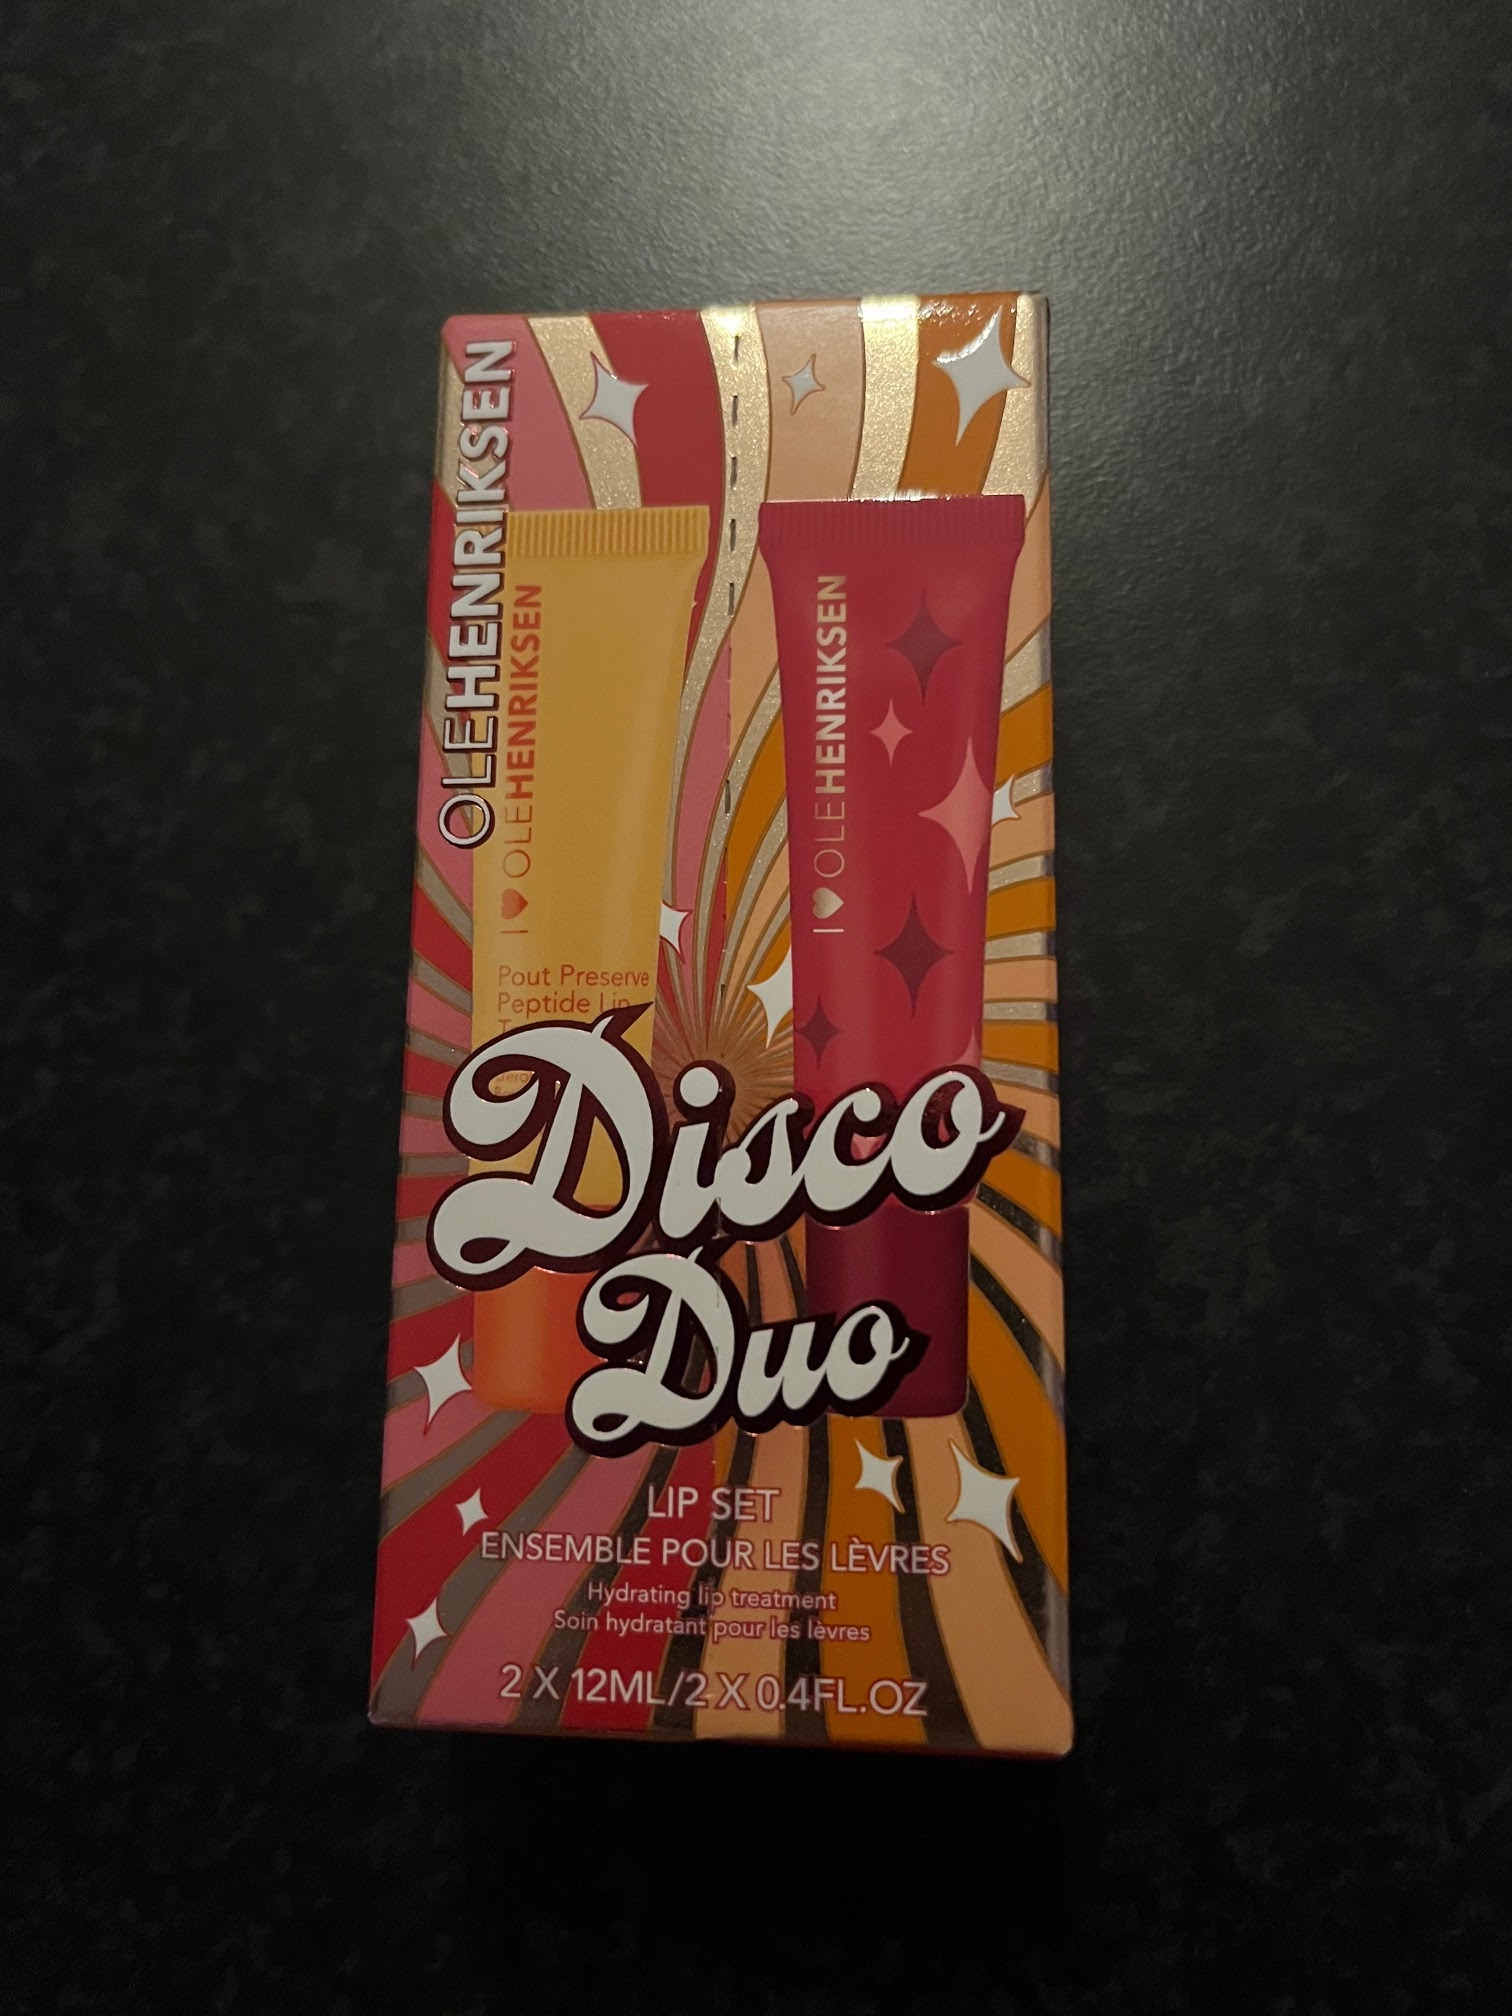 OLEHENRIKSEN
I ♥ OLEHENRIKSEN
Pout Preserve
Peptide Lip
I ♥ OLEHENRIKSEN
Disco
Duo
LIP SET
ENSEMBLE POUR LES LÈVRES
Hydrating lip treatment
Soin hydratant pour les lèvres
2 X 12ML/2 X 0.4FL.OZ